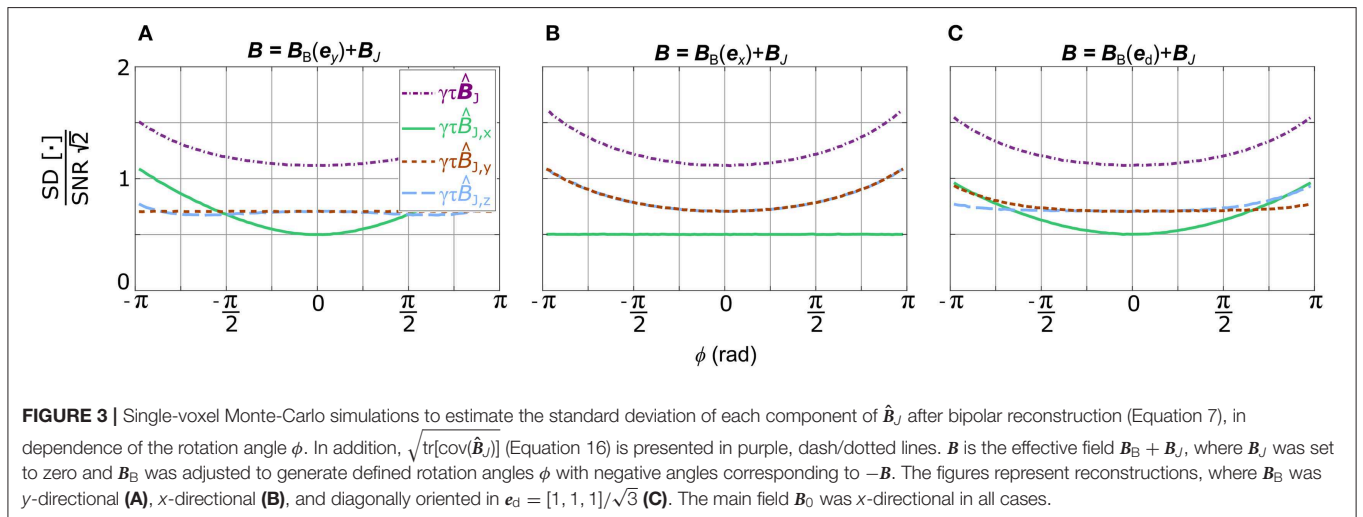 A
B = B_B(e_y)+B_J
B
B = B_B(e_x)+B_J
C
B = B_B(e_d)+B_J
2
1
0
SD [·]
SNR √2
γτB̂_J
γτB̂_J,x
γτB̂_J,y
γτB̂_J,z
-π
-π/2
0
π/2
π
-π
-π/2
0
π/2
π
-π
-π/2
0
π/2
π
ϕ (rad)
FIGURE 3 | Single-voxel Monte-Carlo simulations to estimate the standard deviation of each component of B̂_J after bipolar reconstruction (Equation 7), in
dependence of the rotation angle ϕ. In addition, √tr[cov(B̂_J)] (Equation 16) is presented in purple, dash/dotted lines. B is the effective field B_B + B_J, where B_J was set
to zero and B_B was adjusted to generate defined rotation angles ϕ with negative angles corresponding to −B. The figures represent reconstructions, where B_B was
y-directional (A), x-directional (B), and diagonally oriented in e_d = [1, 1, 1]/√3 (C). The main field B_0 was x-directional in all cases.